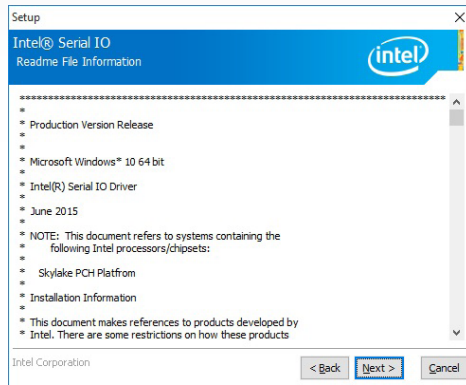 Setup
Intel® Serial IO
Readme File Information
intel
**************************************************************************
*
* Production Version Release
*
*
* Microsoft Windows* 10 64 bit
*
* Intel(R) Serial IO Driver
*
* June 2015
*
* NOTE: This document refers to systems containing the
* following Intel processors/chipsets:
*
* Skylake PCH Platfrom
*
* Installation Information
*
* This document makes references to products developed by
* Intel. There are some restrictions on how these products
Intel Corporation
< Back Next > Cancel